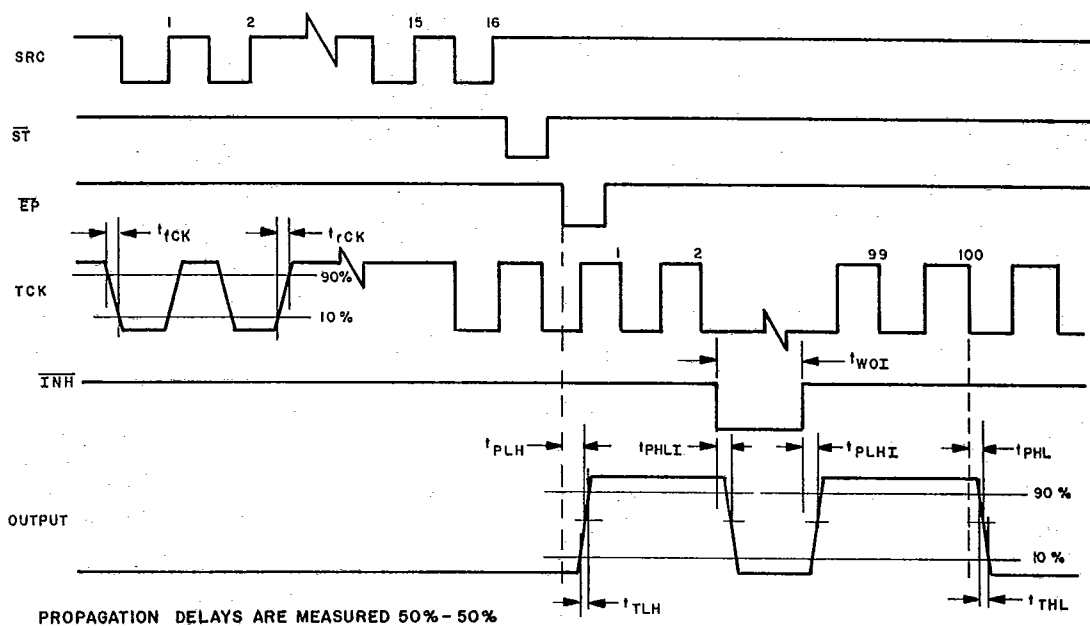 1 2 15 16
SRC
ST
EP
tfCK trCK
1 2 99 100
90%
TCK
10%
tWOI
INH
tPLH tPHLI tPLHI tPHL
90%
OUTPUT
10%
tTLH tTHL
PROPAGATION DELAYS ARE MEASURED 50%-50%